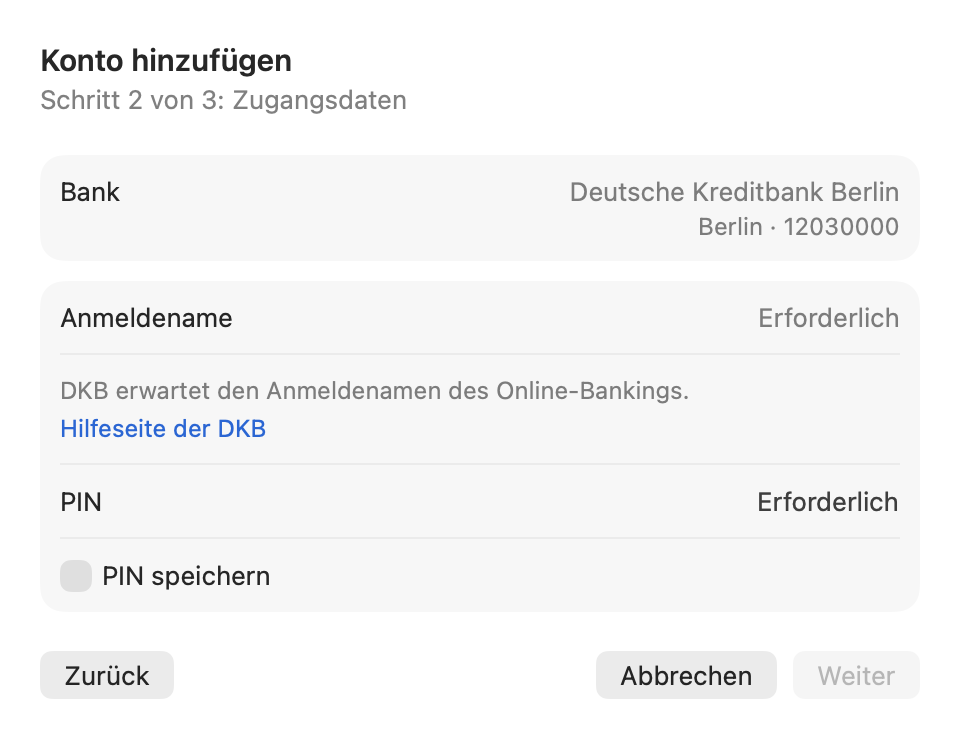 Konto hinzufügen
Schritt 2 von 3: Zugangsdaten
Bank
Deutsche Kreditbank Berlin
Berlin · 12030000
Anmeldename
Erforderlich
DKB erwartet den Anmeldenamen des Online-Bankings.
Hilfeseite der DKB
PIN
Erforderlich
PIN speichern
Zurück
Abbrechen
Weiter